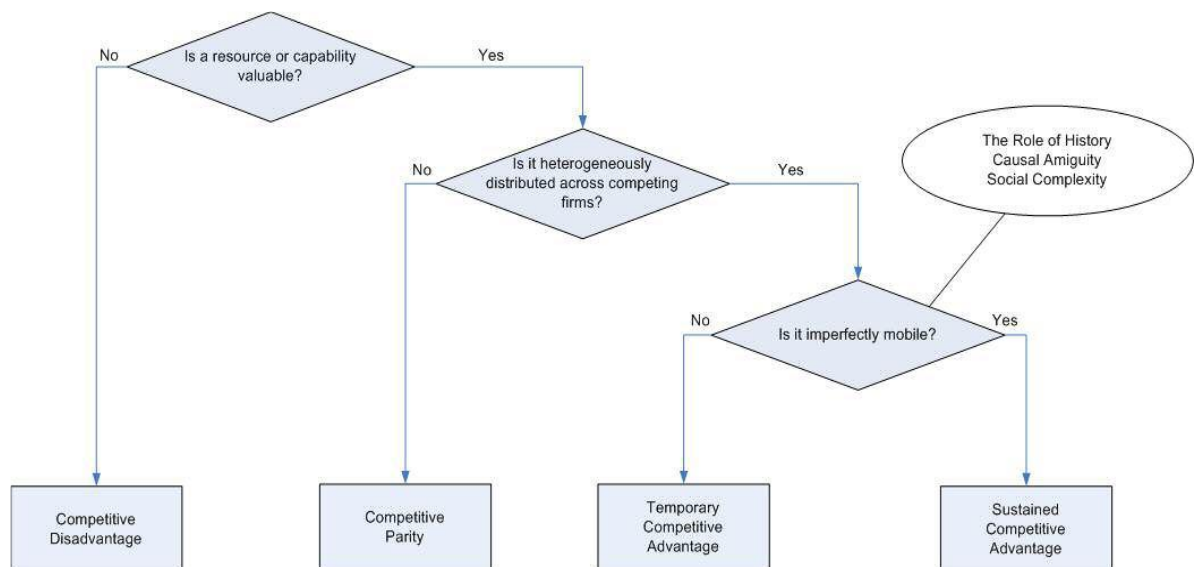 No
Is a resource or capability
valuable?
Yes
No
Is it heterogeneously
distributed across competing
firms?
Yes
The Role of History
Causal Amiguity
Social Complexity
No
Is it imperfectly mobile?
Yes
Competitive
Disadvantage
Competitive
Parity
Temporary
Competitive
Advantage
Sustained
Competitive
Advantage